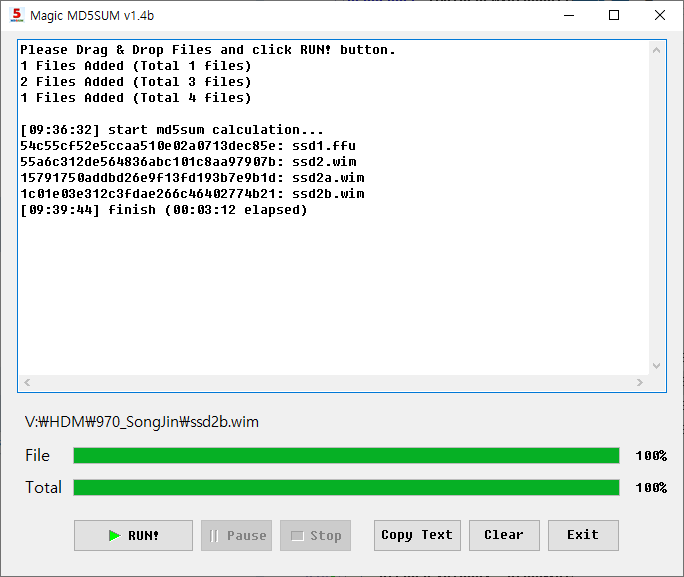 5 Magic MD5SUM v1.4b
Please Drag & Drop Files and click RUN! button.
1 Files Added (Total 1 files)
2 Files Added (Total 3 files)
1 Files Added (Total 4 files)
[09:36:32] start md5sum calculation...
54c55cf52e5ccaa510e02a0713dec85e: ssd1.ffu
55a6c312de564836abc101c8aa97907b: ssd2.wim
15791750addbd26e9f13fd193b7e9b1d: ssd2a.wim
1c01e03e312c3fdae266c46402774b21: ssd2b.wim
[09:39:44] finish (00:03:12 elapsed)
V:₩HDM₩970_SongJin₩ssd2b.wim
File 100%
Total 100%
RUN! Pause Stop Copy Text Clear Exit